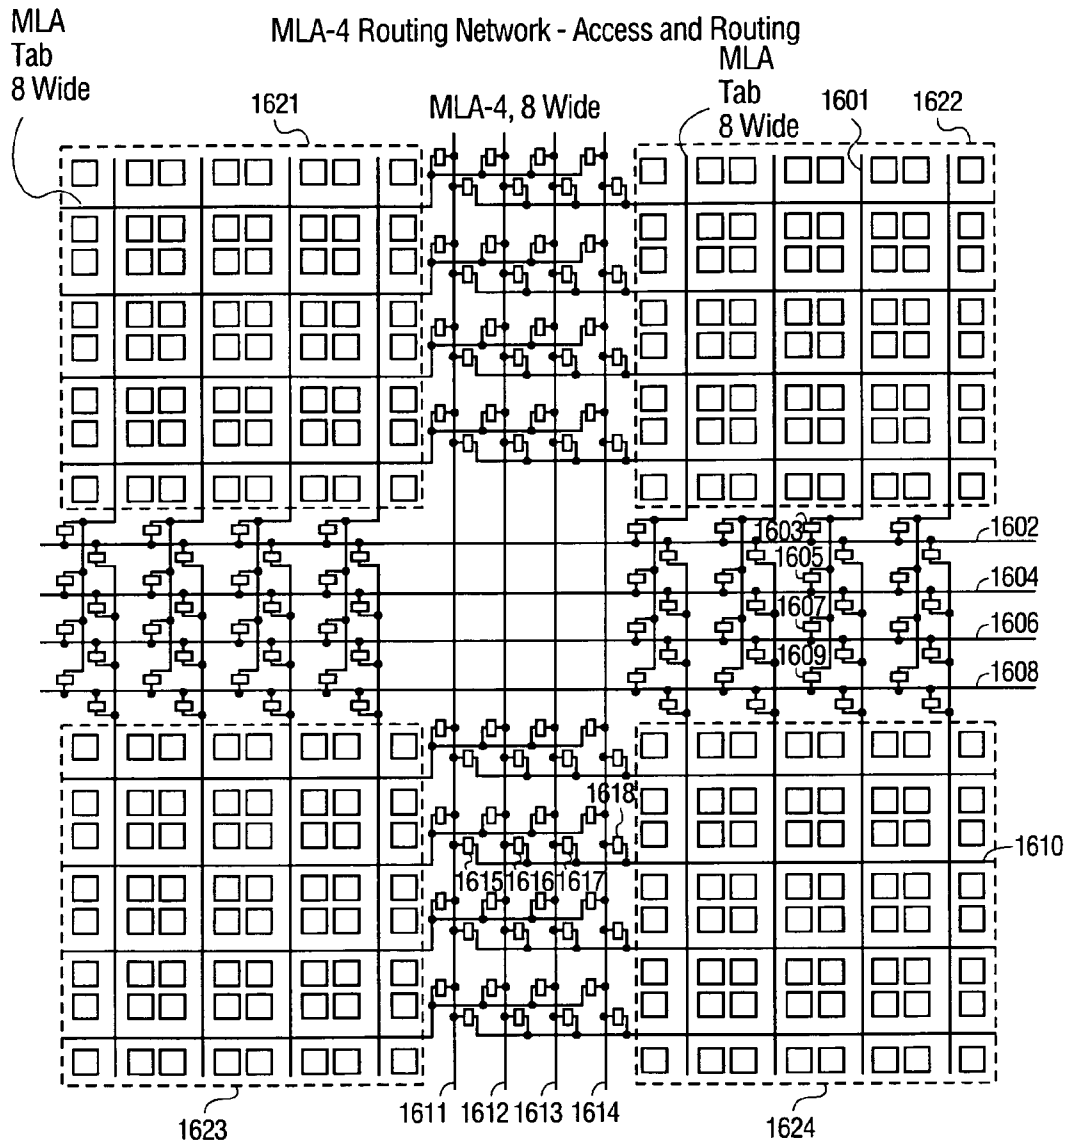 MLA-4 Routing Network - Access and Routing
MLA
Tab
8 Wide
1621
MLA-4, 8 Wide
MLA
Tab
8 Wide
1601
1622
1603
1602
1605
1604
1607
1606
1609
1608
1618
1610
1615
1616
1617
1611
1612
1613
1614
1623
1624